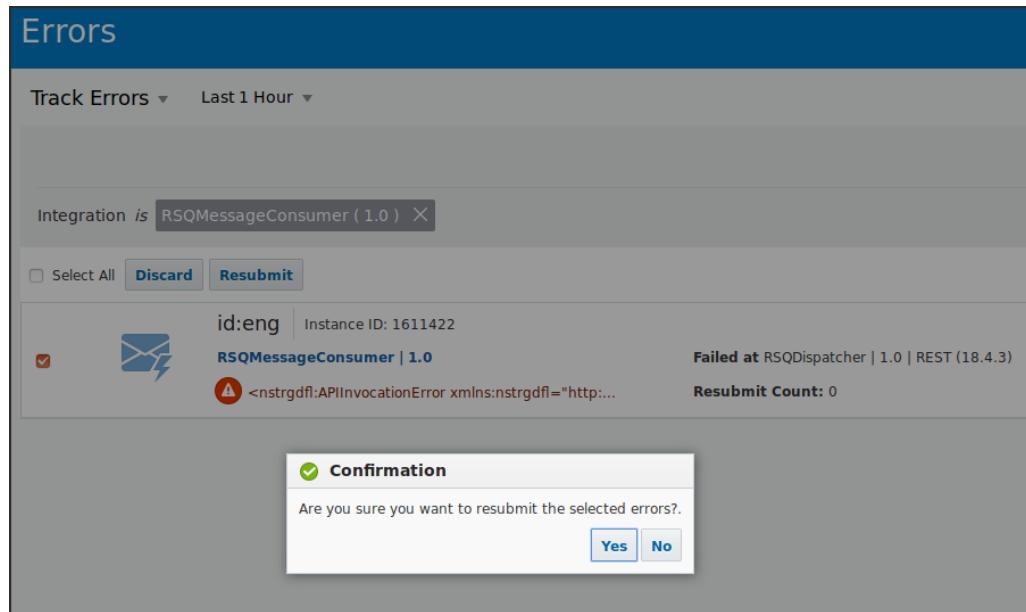 Errors
Track Errors Last 1 Hour
Integration is RSQMessageConsumer ( 1.0 )
Select All Discard Resubmit
id:eng Instance ID: 1611422
RSQMessageConsumer | 1.0 Failed at RSQDispatcher | 1.0 | REST (18.4.3)
<nstrgdfl:APIInvocationError xmlns:nstrgdfl="http:... Resubmit Count: 0
Confirmation
Are you sure you want to resubmit the selected errors?.
Yes No